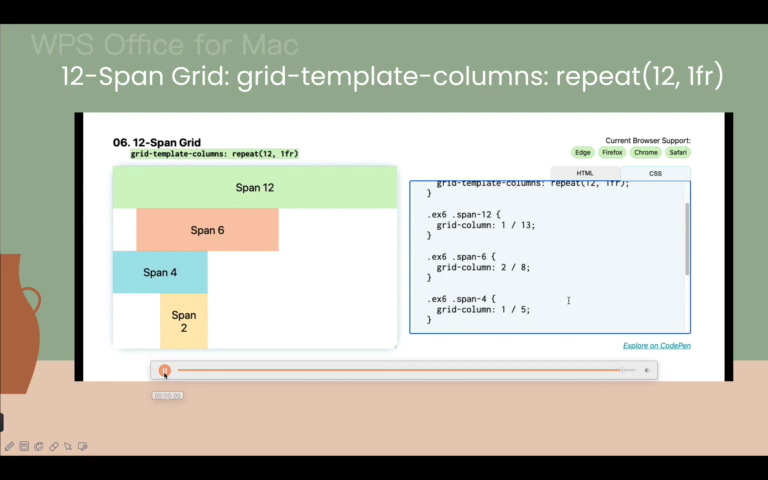 WPS Office for Mac
12-Span Grid: grid-template-columns: repeat(12, 1fr)
06. 12-Span Grid
grid-template-columns: repeat(12, 1fr)
Current Browser Support:
Edge Firefox Chrome Safari
HTML CSS
Span 12
Span 6
Span 4
Span
2
grid-template-columns: repeat(12, 1fr);
}
.ex6 .span-12 {
grid-column: 1 / 13;
}
.ex6 .span-6 {
grid-column: 2 / 8;
}
.ex6 .span-4 {
grid-column: 1 / 5;
}
Explore on CodePen
00:00:00